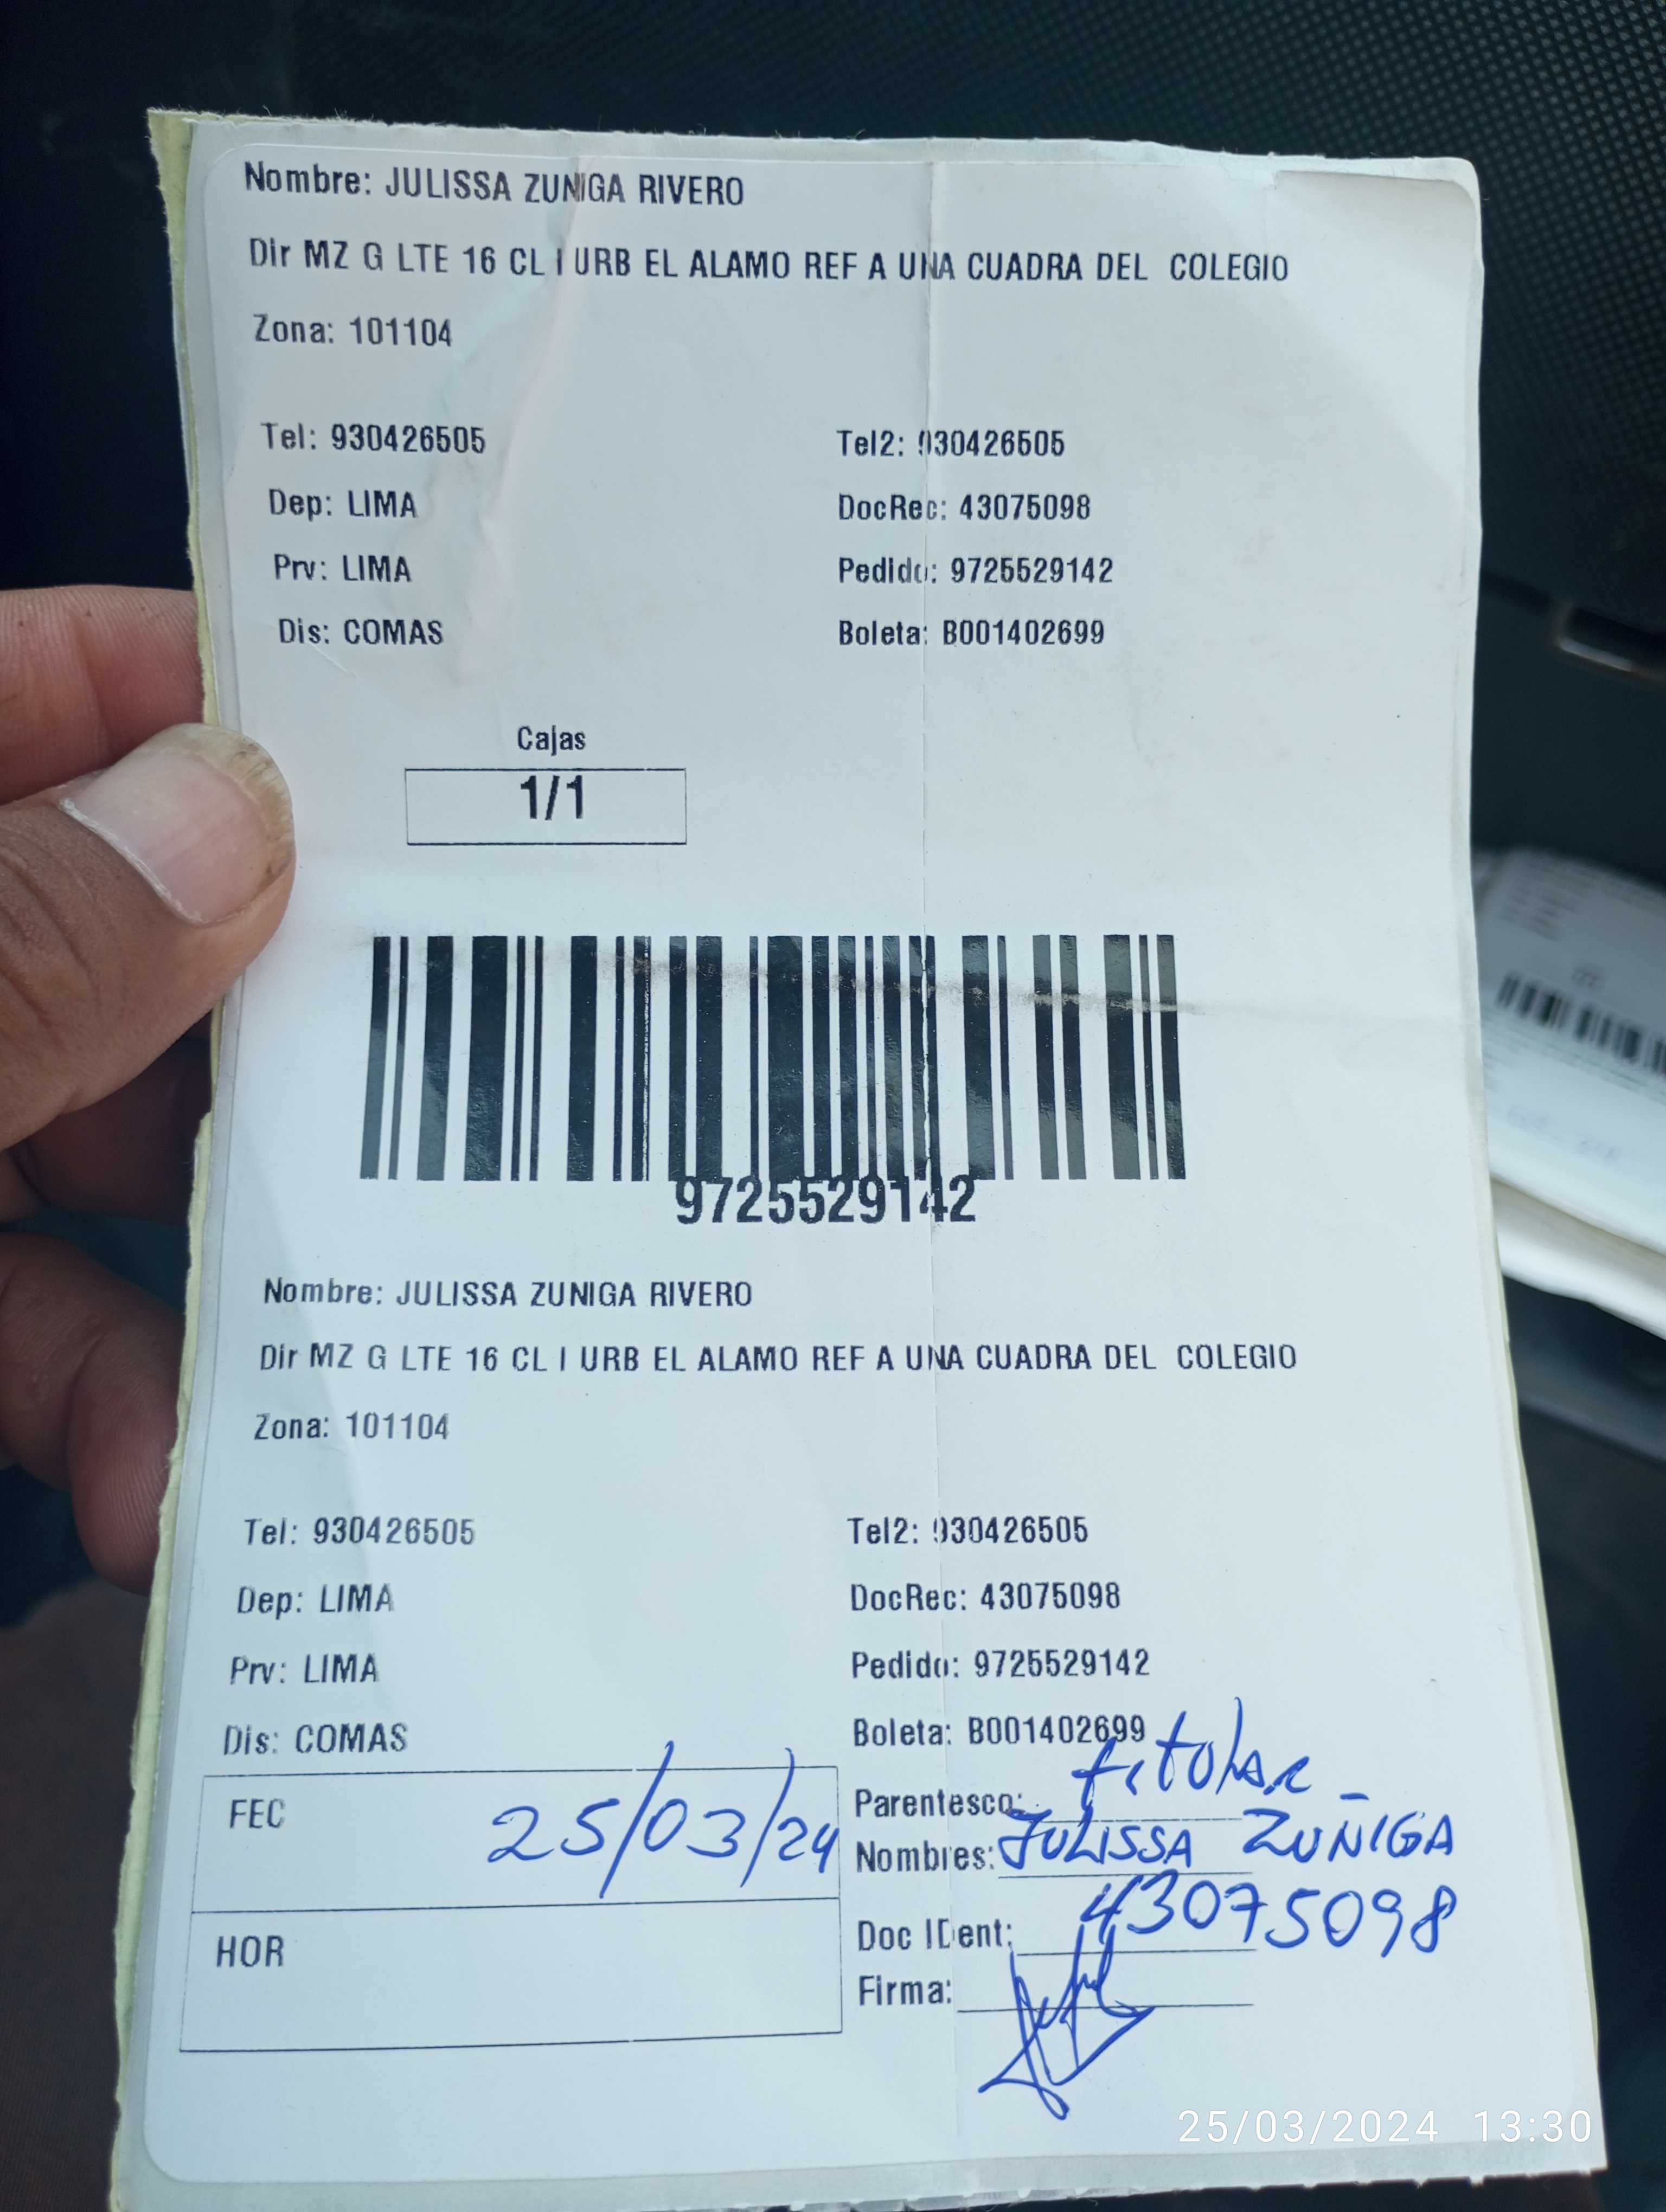 Nombre: JULISSA ZUNIGA RIVERO
Dir MZ G LTE 16 CL I URB EL ALAMO REF A UNA CUADRA DEL COLEGIO
Zona: 101104
Tel: 930426505 Tel2: 930426505
Dep: LIMA DocRec: 43075098
Prv: LIMA Pedido: 9725529142
Dis: COMAS Boleta: B001402699
Cajas
1/1
9725529142
Nombre: JULISSA ZUNIGA RIVERO
Dir MZ G LTE 16 CL I URB EL ALAMO REF A UNA CUADRA DEL COLEGIO
Zona: 101104
Tel: 930426505 Tel2: 930426505
Dep: LIMA DocRec: 43075098
Prv: LIMA Pedido: 9725529142
Dis: COMAS Boleta: B001402699
FEC 25/03/24 Parentesco: titular
Nombres: JULISSA ZUÑIGA
HOR Doc IDent: 43075098
Firma:
25/03/2024 13:30